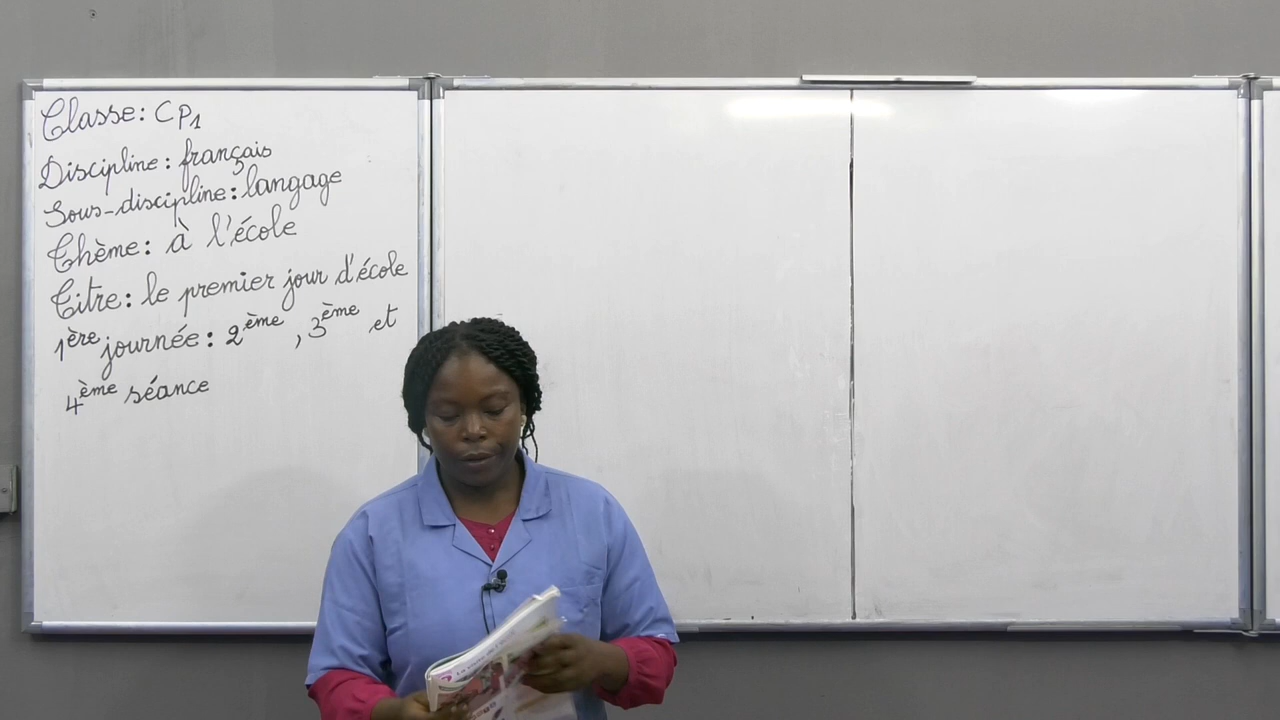 Classe: CP1
Discipline: français
Sous-discipline: langage
Thème: à l'école
Titre: le premier jour d'école
1ère journée: 2ème, 3ème et
4ème séance